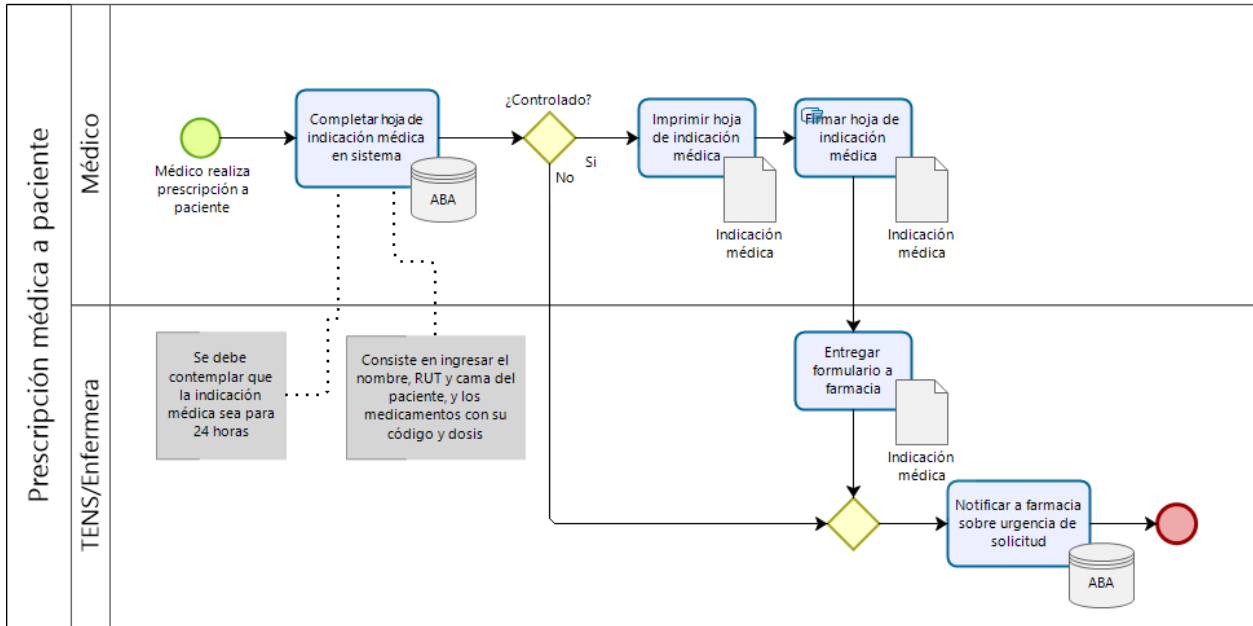 Prescripción médica a paciente
Médico
Médico realiza
prescripción a
paciente
Completar hoja de
indicación médica
en sistema
ABA
¿Controlado?
Si
No
Imprimir hoja
de indicación
médica
Indicación
médica
Firmar hoja de
indicación
médica
Indicación
médica
TENS/Enfermera
Se debe
contemplar que
la indicación
médica sea para
24 horas
Consiste en ingresar el
nombre, RUT y cama del
paciente, y los
medicamentos con su
código y dosis
Entregar
formulario a
farmacia
Indicación
médica
Notificar a farmacia
sobre urgencia de
solicitud
ABA